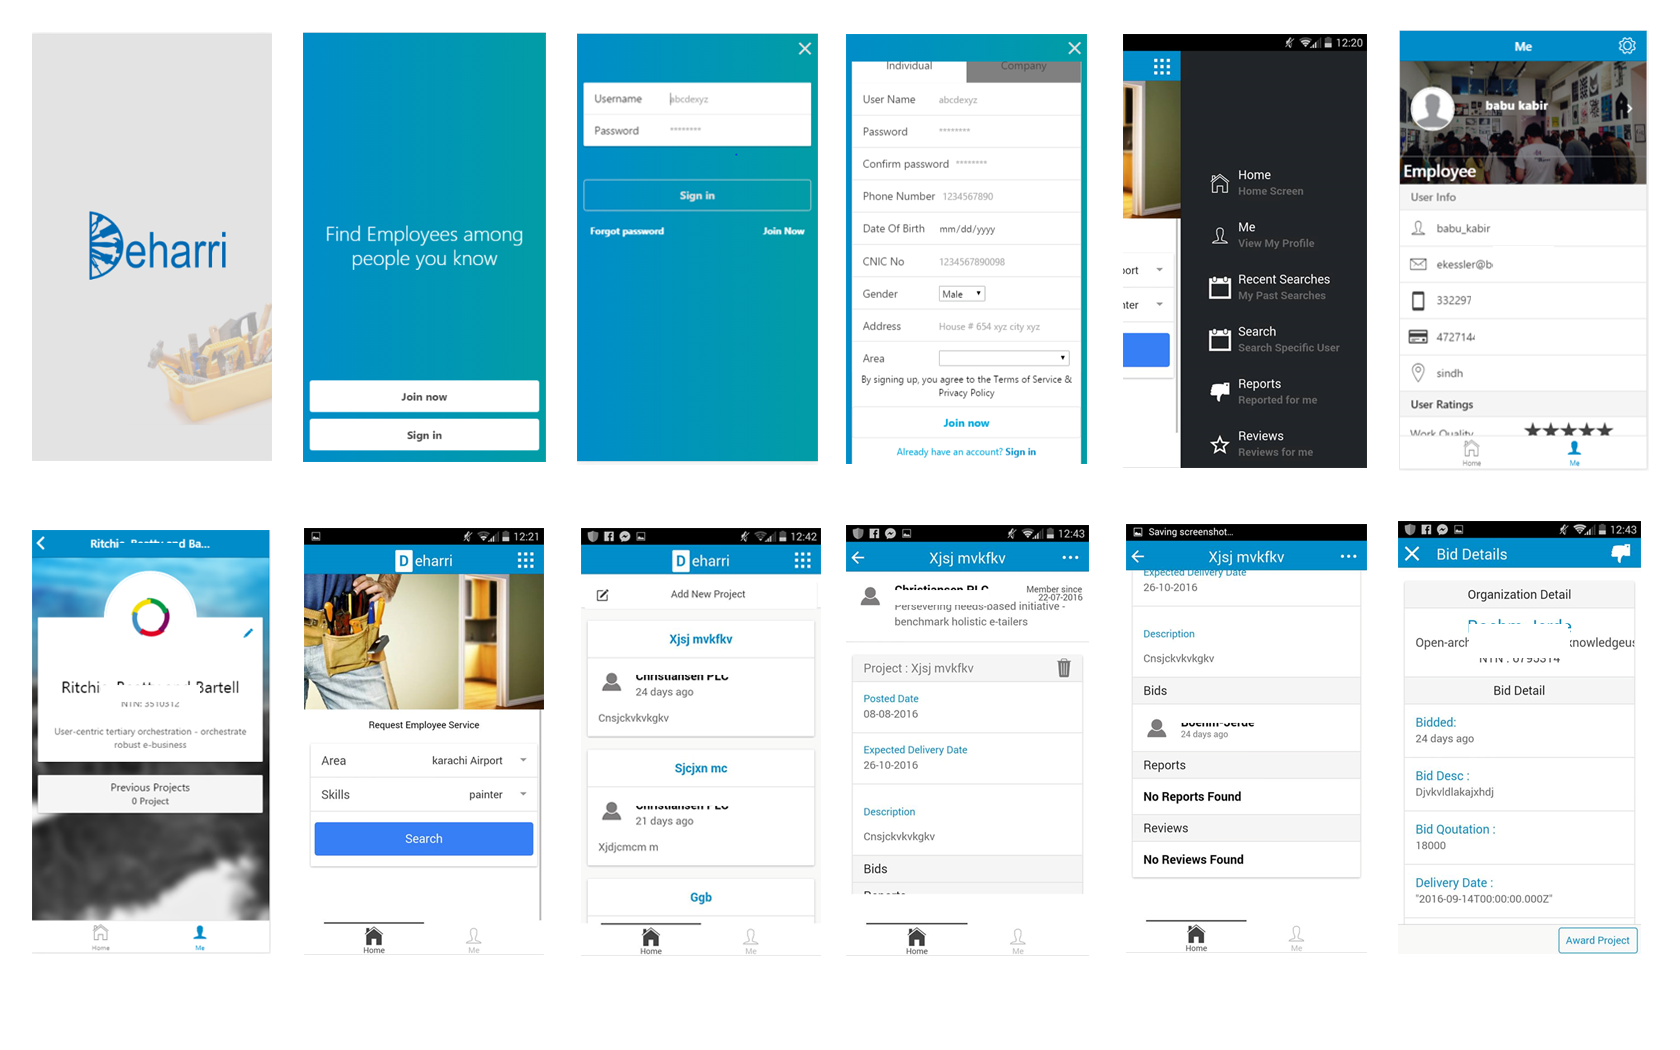 Deharri
Find Employees among
people you know
Join now
Sign in
Username abcdexyz
Password ********
Sign in
Forgot password Join Now
Individual Company
User Name abcdexyz
Password ********
Confirm password ********
Phone Number 1234567890
Date Of Birth mm/dd/yyyy
CNIC No 1234567890098
Gender Male
Address House # 654 xyz city xyz
Area
By signing up, you agree to the Terms of Service &
Privacy Policy
Join now
Already have an account? Sign in
12:20
Home
Home Screen
Me
View My Profile
Recent Searches
My Past Searches
Search
Search Specific User
Reports
Reported for me
Reviews
Reviews for me
Me
babu kabir
Employee
User Info
babu_kabir
ekessler@b
332297
472714
sindh
User Ratings
Work Quality
Home Me
Ritchie, Beatty and Ba...
Ritchie, Beatty and Bartell
NTN: 3510312
User-centric tertiary orchestration - orchestrate
robust e-business
Previous Projects
0 Project
Home Me
12:21
Deharri
Request Employee Service
Area karachi Airport
Skills painter
Search
Home Me
12:42
Deharri
Add New Project
Xjsj mvkfkv
Christiansen PLC
24 days ago
Cnsjckvkvkgkv
Sjcjxn mc
Christiansen PLC
21 days ago
Xjdjcmcm m
Ggb
Home Me
12:43
Xjsj mvkfkv
Christiansen PLC
Member since
22-07-2016
Persevering needs-based initiative -
benchmark holistic e-tailers
Project : Xjsj mvkfkv
Posted Date
08-08-2016
Expected Delivery Date
26-10-2016
Description
Cnsjckvkvkgkv
Bids
Reports
Home Me
Saving screenshot...
Xjsj mvkfkv
Expected Delivery Date
26-10-2016
Description
Cnsjckvkvkgkv
Bids
Boehm-Jerde
24 days ago
Reports
No Reports Found
Reviews
No Reviews Found
Home Me
12:43
Bid Details
Organization Detail
Boehm-Jerde
Open-arch knowledgeus
NTN : 6795314
Bid Detail
Bidded:
24 days ago
Bid Desc :
Djvkvldlakajxhdj
Bid Qoutation :
18000
Delivery Date :
"2016-09-14T00:00:00.000Z"
Award Project